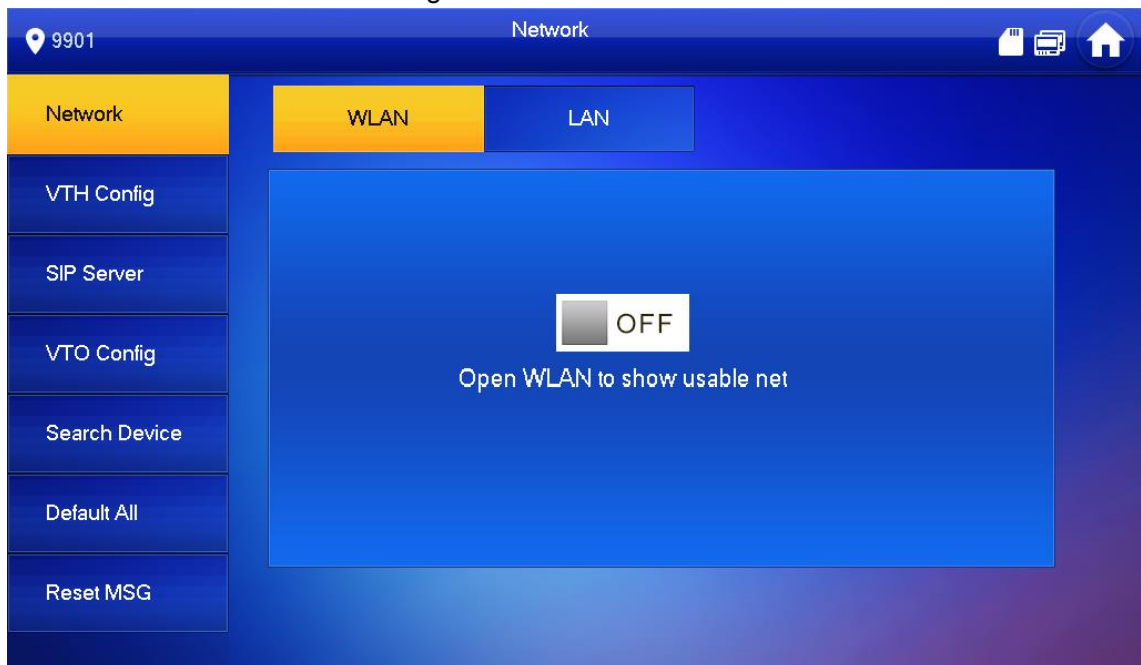 9901
Network
Network
WLAN
LAN
VTH Config
SIP Server
OFF
VTO Config
Open WLAN to show usable net
Search Device
Default All
Reset MSG